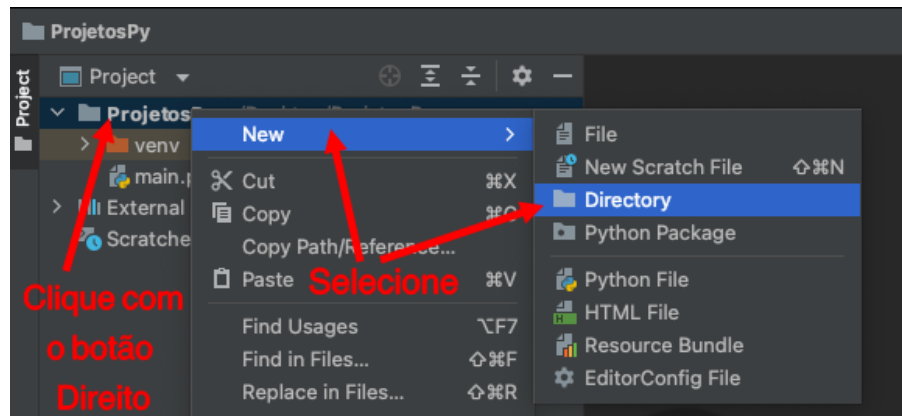 ProjetosPy
Project
Project
Projetos
venv
main.p
External
Scratche
New
Cut ⌘X
Copy
Copy Path/Reference...
Paste ⌘V
Find Usages ⌥F7
Find in Files... ⇧⌘F
Replace in Files... ⇧⌘R
File
New Scratch File ⇧⌘N
Directory
Python Package
Python File
HTML File
Resource Bundle
EditorConfig File
Selecione
Clique com
o botão
Direito